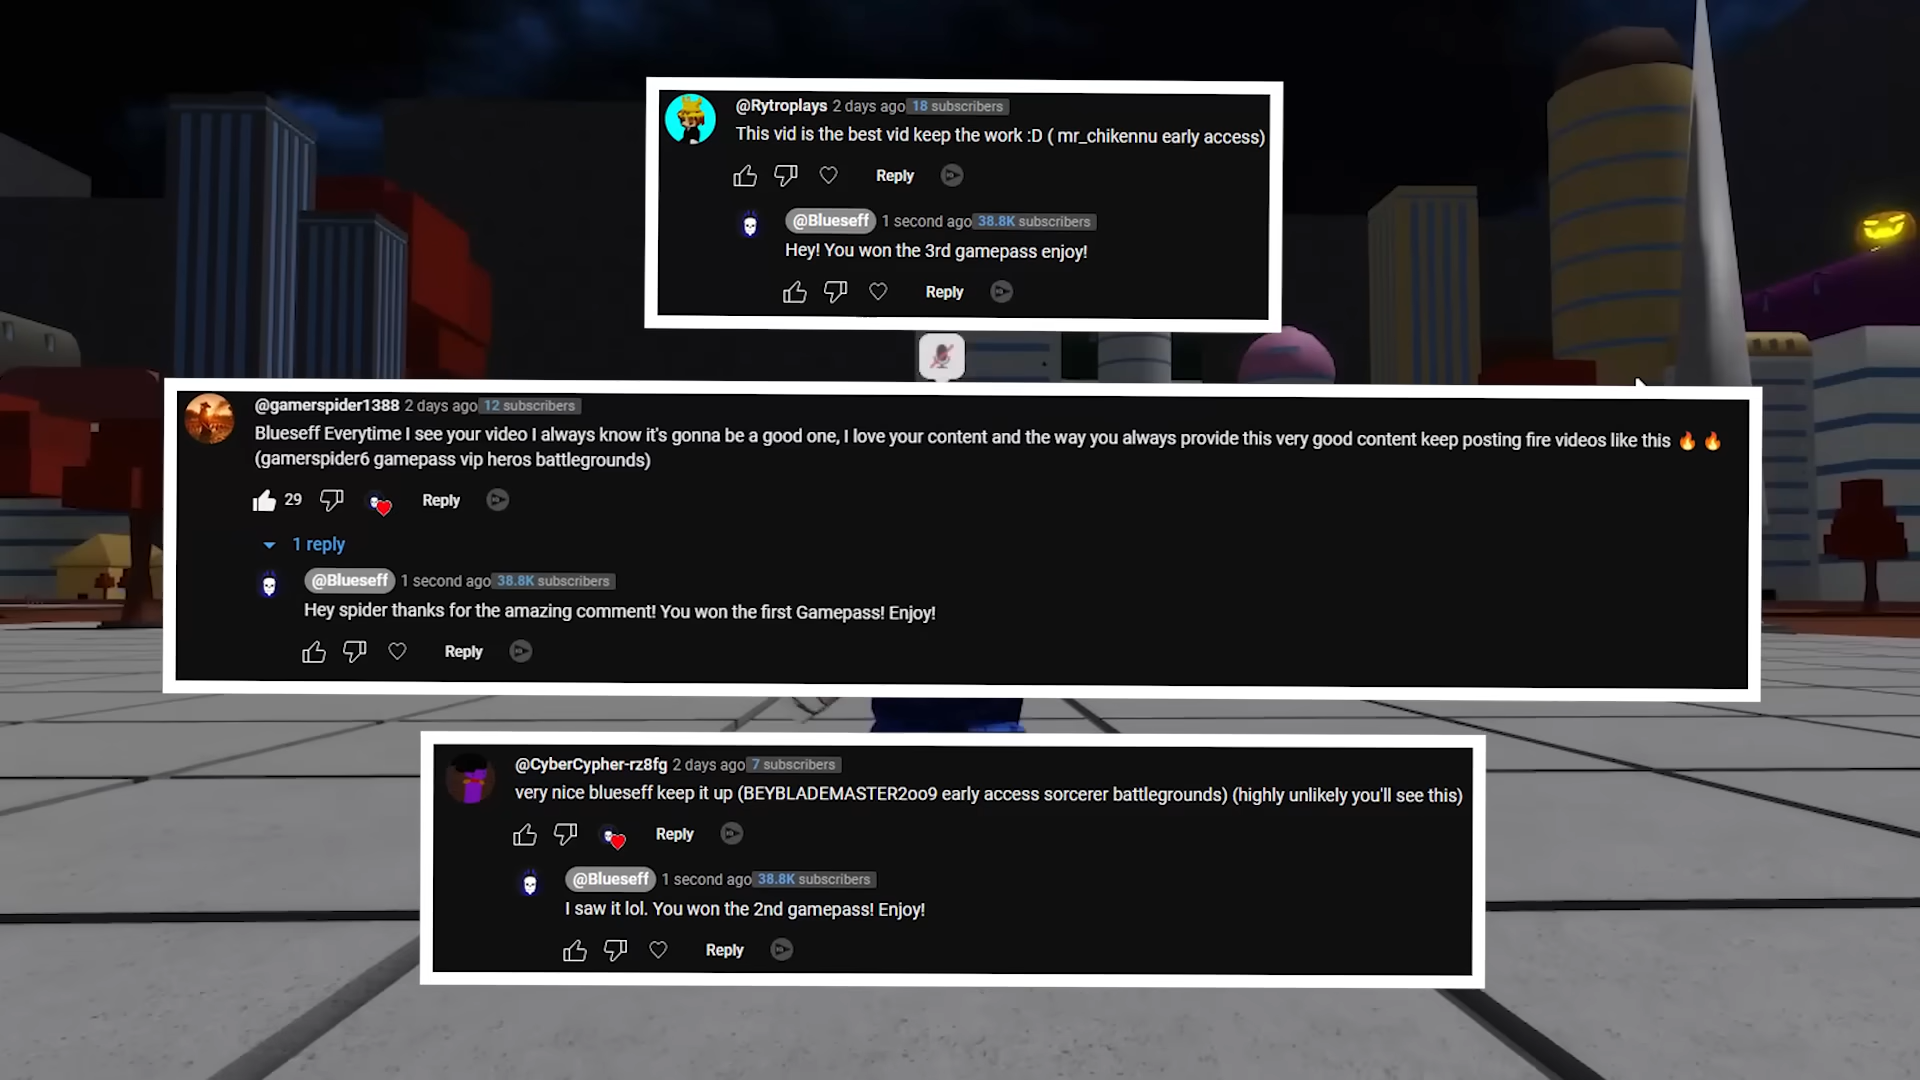 @Rytroplays 2 days ago 18 subscribers
This vid is the best vid keep the work :D ( mr_chikennu early access)
Reply
@Blueseff 1 second ago 38.8K subscribers
Hey! You won the 3rd gamepass enjoy!
Reply
@gamerspider1388 2 days ago 12 subscribers
Blueseff Everytime I see your video I always know it's gonna be a good one, I love your content and the way you always provide this very good content keep posting fire videos like this 🔥 🔥
(gamerspider6 gamepass vip heros battlegrounds)
29 Reply
1 reply
@Blueseff 1 second ago 38.8K subscribers
Hey spider thanks for the amazing comment! You won the first Gamepass! Enjoy!
Reply
@CyberCypher-rz8fg 2 days ago 7 subscribers
very nice blueseff keep it up (BEYBLADEMASTER2oo9 early access sorcerer battlegrounds) (highly unlikely you'll see this)
Reply
@Blueseff 1 second ago 38.8K subscribers
I saw it lol. You won the 2nd gamepass! Enjoy!
Reply